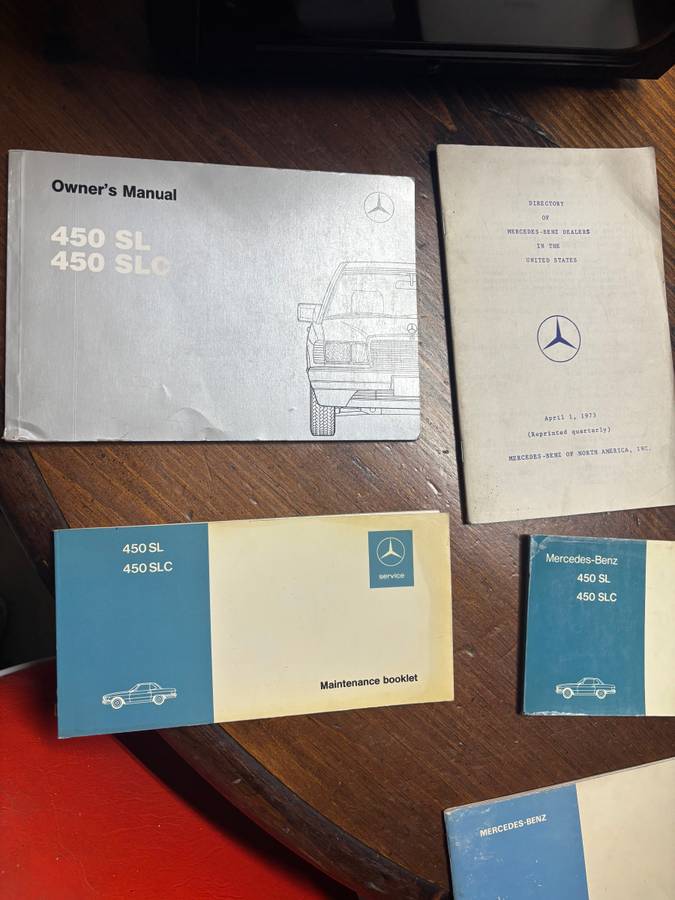 Owner's Manual
450 SL
450 SLC
DIRECTORY
OF
MERCEDES-BENZ DEALERS
IN THE
UNITED STATES
April 1, 1973
(Reprinted quarterly)
MERCEDES-BENZ OF NORTH AMERICA, INC.
450 SL
450 SLC
service
Maintenance booklet
Mercedes-Benz
450 SL
450 SLC
MERCEDES-BENZ